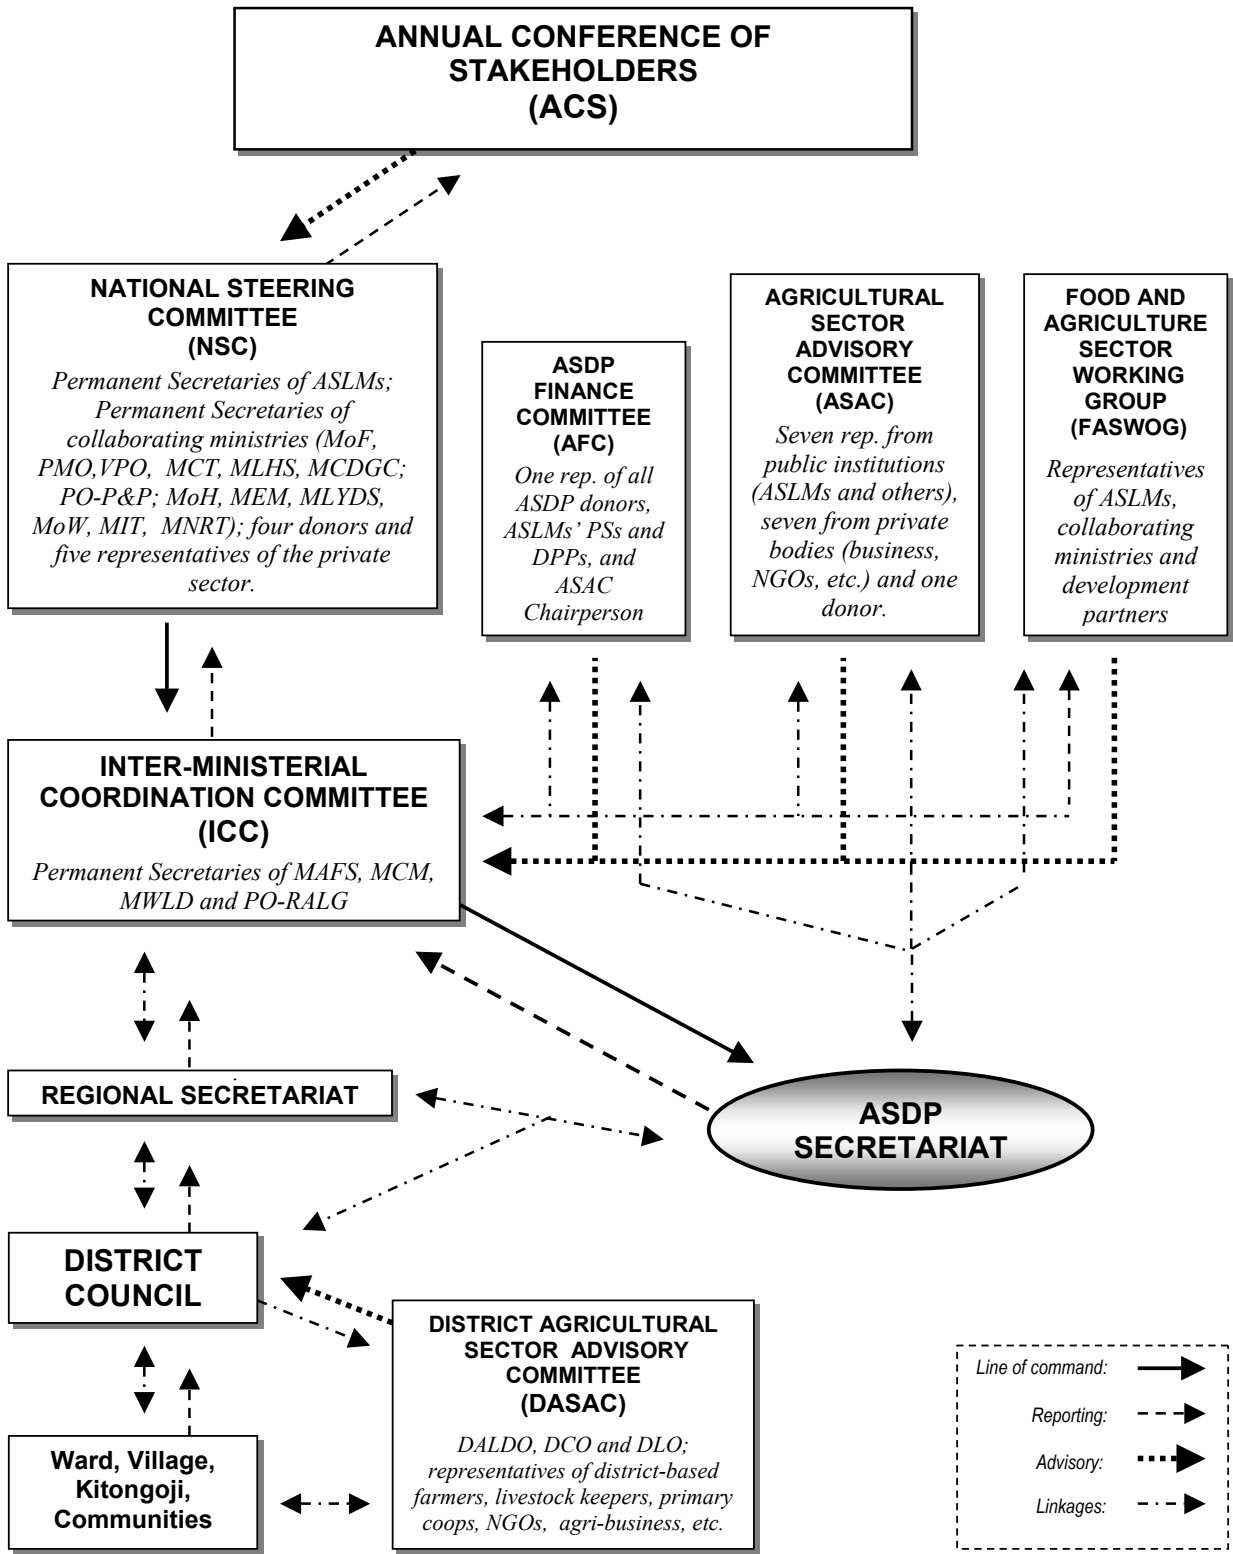 ANNUAL CONFERENCE OF
STAKEHOLDERS
(ACS)
NATIONAL STEERING
COMMITTEE
(NSC)
Permanent Secretaries of ASLMs;
Permanent Secretaries of
collaborating ministries (MoF,
PMO,VPO, MCT, MLHS, MCDGC;
PO-P&P; MoH, MEM, MLYDS,
MoW, MIT, MNRT); four donors and
five representatives of the private
sector.
ASDP
FINANCE
COMMITTEE
(AFC)
One rep. of all
ASDP donors,
ASLMs’ PSs and
DPPs, and
ASAC
Chairperson
AGRICULTURAL
SECTOR
ADVISORY
COMMITTEE
(ASAC)
Seven rep. from
public institutions
(ASLMs and others),
seven from private
bodies (business,
NGOs, etc.) and one
donor.
FOOD AND
AGRICULTURE
SECTOR
WORKING
GROUP
(FASWOG)
Representatives
of ASLMs,
collaborating
ministries and
development
partners
INTER-MINISTERIAL
COORDINATION COMMITTEE
(ICC)
Permanent Secretaries of MAFS, MCM,
MWLD and PO-RALG
REGIONAL SECRETARIAT
ASDP
SECRETARIAT
DISTRICT
COUNCIL
DISTRICT AGRICULTURAL
SECTOR ADVISORY
COMMITTEE
(DASAC)
DALDO, DCO and DLO;
representatives of district-based
farmers, livestock keepers, primary
coops, NGOs, agri-business, etc.
Ward, Village,
Kitongoji,
Communities
Line of command:
Reporting:
Advisory:
Linkages: